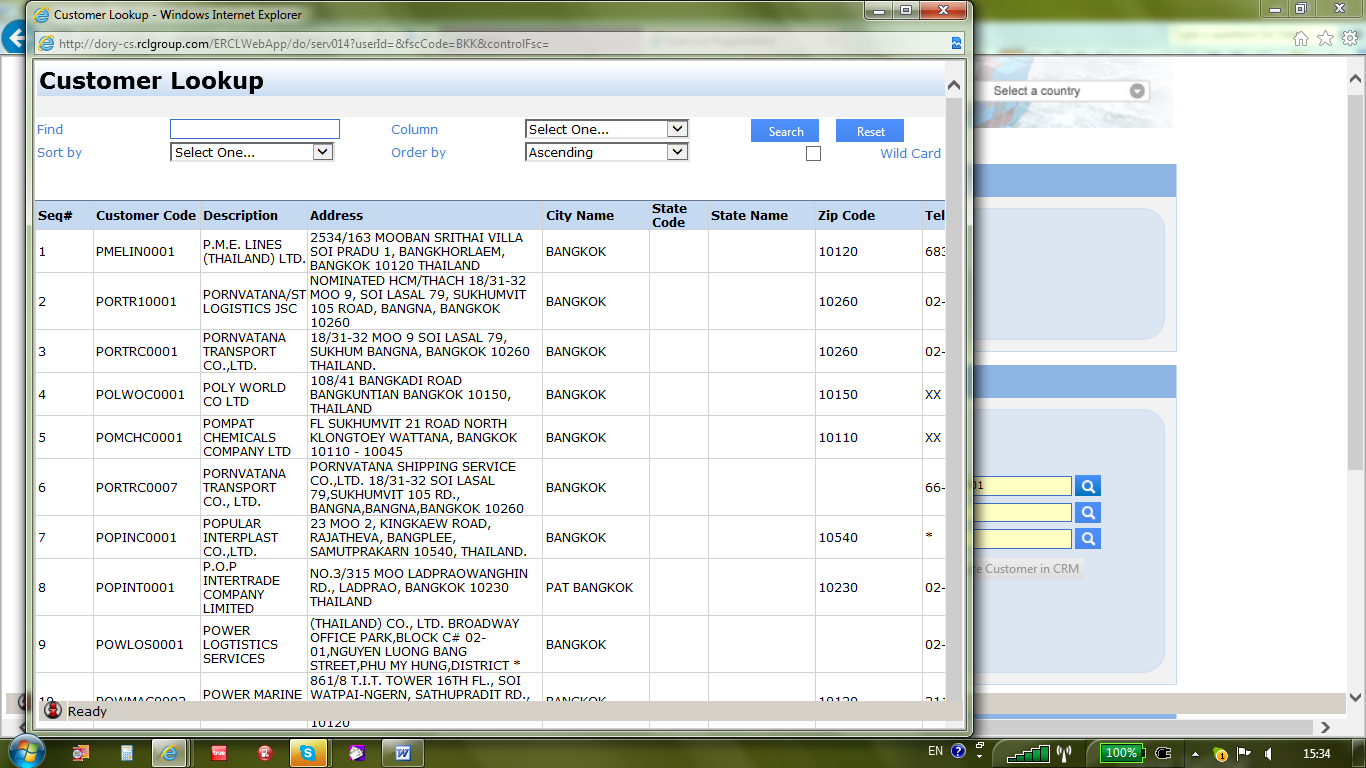 Customer Lookup - Windows Internet Explorer
http://dory-cs.rclgroup.com/ERCLWebApp/do/serv014?userId=&fscCode=BKK&controlFsc=
Customer Lookup
Select a country
Find Column Select One... Search Reset
Sort by Select One... Order by Ascending Wild Card
Seq# Customer Code Description Address City Name State Code State Name Zip Code Tel
1 PMELIN0001 P.M.E. LINES (THAILAND) LTD. 2534/163 MOOBAN SRITHAI VILLA SOI PRADU 1, BANGKHORLAEM, BANGKOK 10120 THAILAND BANGKOK 10120 683
2 PORTR10001 PORNVATANA/ST LOGISTICS JSC NOMINATED HCM/THACH 18/31-32 MOO 9, SOI LASAL 79, SUKHUMVIT 105 ROAD, BANGNA, BANGKOK 10260 BANGKOK 10260 02-
3 PORTRC0001 PORNVATANA TRANSPORT CO.,LTD. 18/31-32 MOO 9 SOI LASAL 79, SUKHUM BANGNA, BANGKOK 10260 THAILAND. BANGKOK 10260 02-
4 POLWOC0001 POLY WORLD CO LTD 108/41 BANGKADI ROAD BANGKUNTIAN BANGKOK 10150, THAILAND BANGKOK 10150 XX
5 POMCHC0001 POMPAT CHEMICALS COMPANY LTD FL SUKHUMVIT 21 ROAD NORTH KLONGTOEY WATTANA, BANGKOK 10110 - 10045 BANGKOK 10110 XX
6 PORTRC0007 PORNVATANA TRANSPORT CO., LTD. PORNVATANA SHIPPING SERVICE CO.,LTD. 18/31-32 SOI LASAL 79,SUKHUMVIT 105 RD., BANGNA,BANGNA,BANGKOK 10260 BANGKOK 66-
7 POPINC0001 POPULAR INTERPLAST CO.,LTD. 23 MOO 2, KINGKAEW ROAD, RAJATHEVA, BANGPLEE, SAMUTPRAKARN 10540, THAILAND. BANGKOK 10540 *
8 POPINT0001 P.O.P INTERTRADE COMPANY LIMITED NO.3/315 MOO LADPRAOWANGHIN RD., LADPRAO, BANGKOK 10230 THAILAND PAT BANGKOK 10230 02-
9 POWLOS0001 POWER LOGTISTICS SERVICES (THAILAND) CO., LTD. BROADWAY OFFICE PARK,BLOCK C# 02-01,NGUYEN LUONG BANG STREET,PHU MY HUNG,DISTRICT * BANGKOK 02-
POWER MARINE 861/8 T.I.T. TOWER 16TH FL., SOI WATPAI-NGERN, SATHUPRADIT RD., 10120
01
Customer in CRM
Ready
EN 100% 15:34